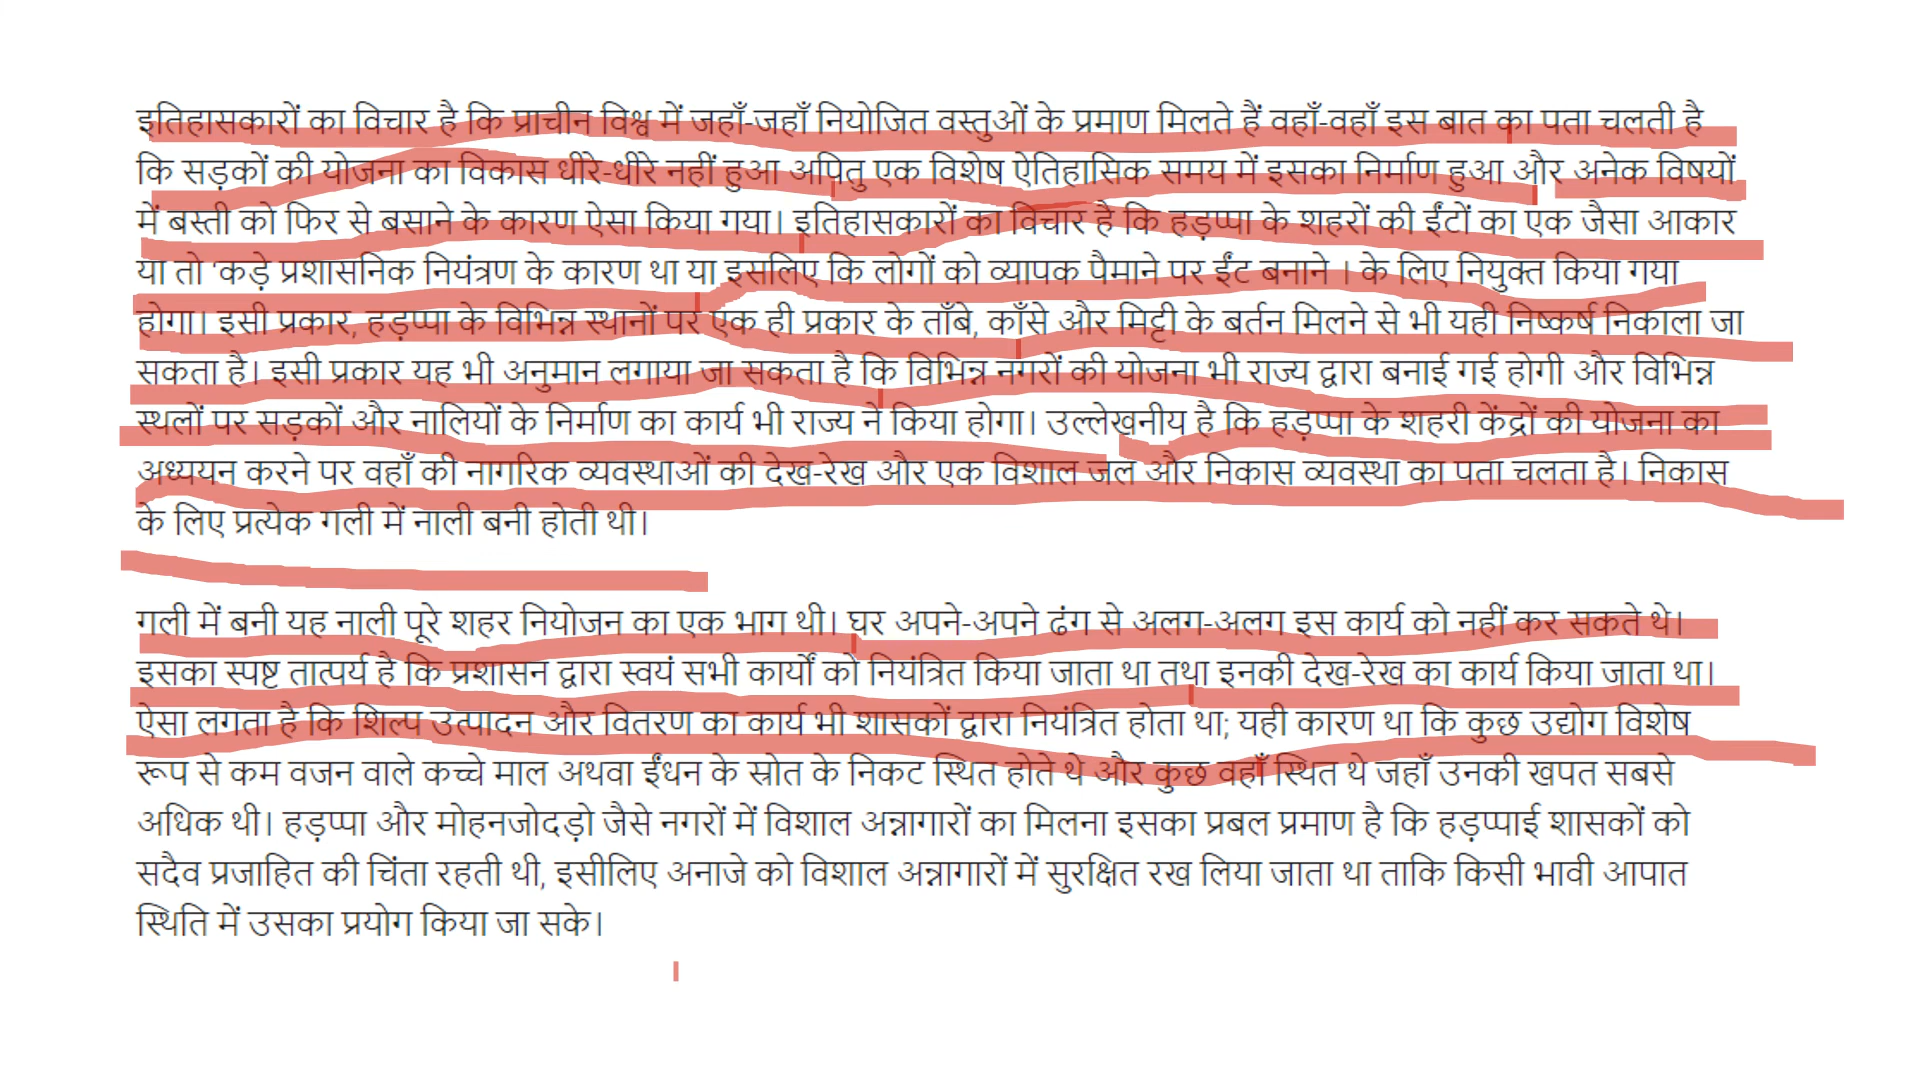 इतिहासकारों का विचार है कि प्राचीन विश्व में जहाँ-जहाँ नियोजित वस्तुओं के प्रमाण मिलते हैं वहाँ-वहाँ इस बात का पता चलती है
कि सड़कों की योजना का विकास धीरे-धीरे नहीं हुआ अपितु एक विशेष ऐतिहासिक समय में इसका निर्माण हुआ और अनेक विषयों
में बस्ती को फिर से बसाने के कारण ऐसा किया गया। इतिहासकारों का विचार है कि हड़प्पा के शहरों की ईंटों का एक जैसा आकार
या तो 'कड़े प्रशासनिक नियंत्रण के कारण था या इसलिए कि लोगों को व्यापक पैमाने पर ईंट बनाने । के लिए नियुक्त किया गया
होगा। इसी प्रकार, हड़प्पा के विभिन्न स्थानों पर एक ही प्रकार के ताँबे, काँसे और मिट्टी के बर्तन मिलने से भी यही निष्कर्ष निकाला जा
सकता है। इसी प्रकार यह भी अनुमान लगाया जा सकता है कि विभिन्न नगरों की योजना भी राज्य द्वारा बनाई गई होगी और विभिन्न
स्थलों पर सड़कों और नालियों के निर्माण का कार्य भी राज्य ने किया होगा। उल्लेखनीय है कि हड़प्पा के शहरी केंद्रों की योजना का
अध्ययन करने पर वहाँ की नागरिक व्यवस्थाओं की देख-रेख और एक विशाल जल और निकास व्यवस्था का पता चलता है। निकास
के लिए प्रत्येक गली में नाली बनी होती थी।
गली में बनी यह नाली पूरे शहर नियोजन का एक भाग थी। घर अपने-अपने ढंग से अलग-अलग इस कार्य को नहीं कर सकते थे।
इसका स्पष्ट तात्पर्य है कि प्रशासन द्वारा स्वयं सभी कार्यों को नियंत्रित किया जाता था तथा इनकी देख-रेख का कार्य किया जाता था।
ऐसा लगता है कि शिल्प उत्पादन और वितरण का कार्य भी शासकों द्वारा नियंत्रित होता था; यही कारण था कि कुछ उद्योग विशेष
रूप से कम वजन वाले कच्चे माल अथवा ईंधन के स्रोत के निकट स्थित होते थे और कुछ वहाँ स्थित थे जहाँ उनकी खपत सबसे
अधिक थी। हड़प्पा और मोहनजोदड़ो जैसे नगरों में विशाल अन्नागारों का मिलना इसका प्रबल प्रमाण है कि हड़प्पाई शासकों को
सदैव प्रजाहित की चिंता रहती थी, इसीलिए अनाजे को विशाल अन्नागारों में सुरक्षित रख लिया जाता था ताकि किसी भावी आपात
स्थिति में उसका प्रयोग किया जा सके।